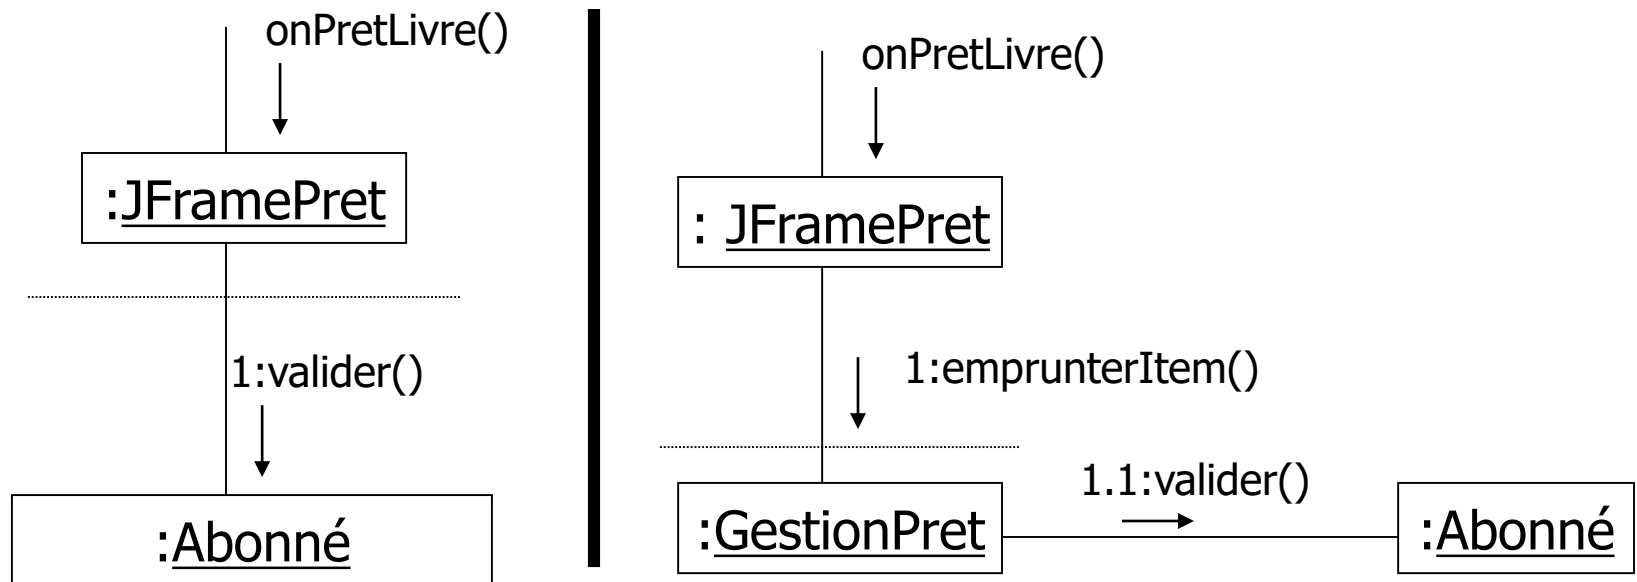 onPretLivre()
:JFramePret
1:valider()
:Abonné
onPretLivre()
: JFramePret
1:emprunterItem()
1.1:valider()
:GestionPret
:Abonné